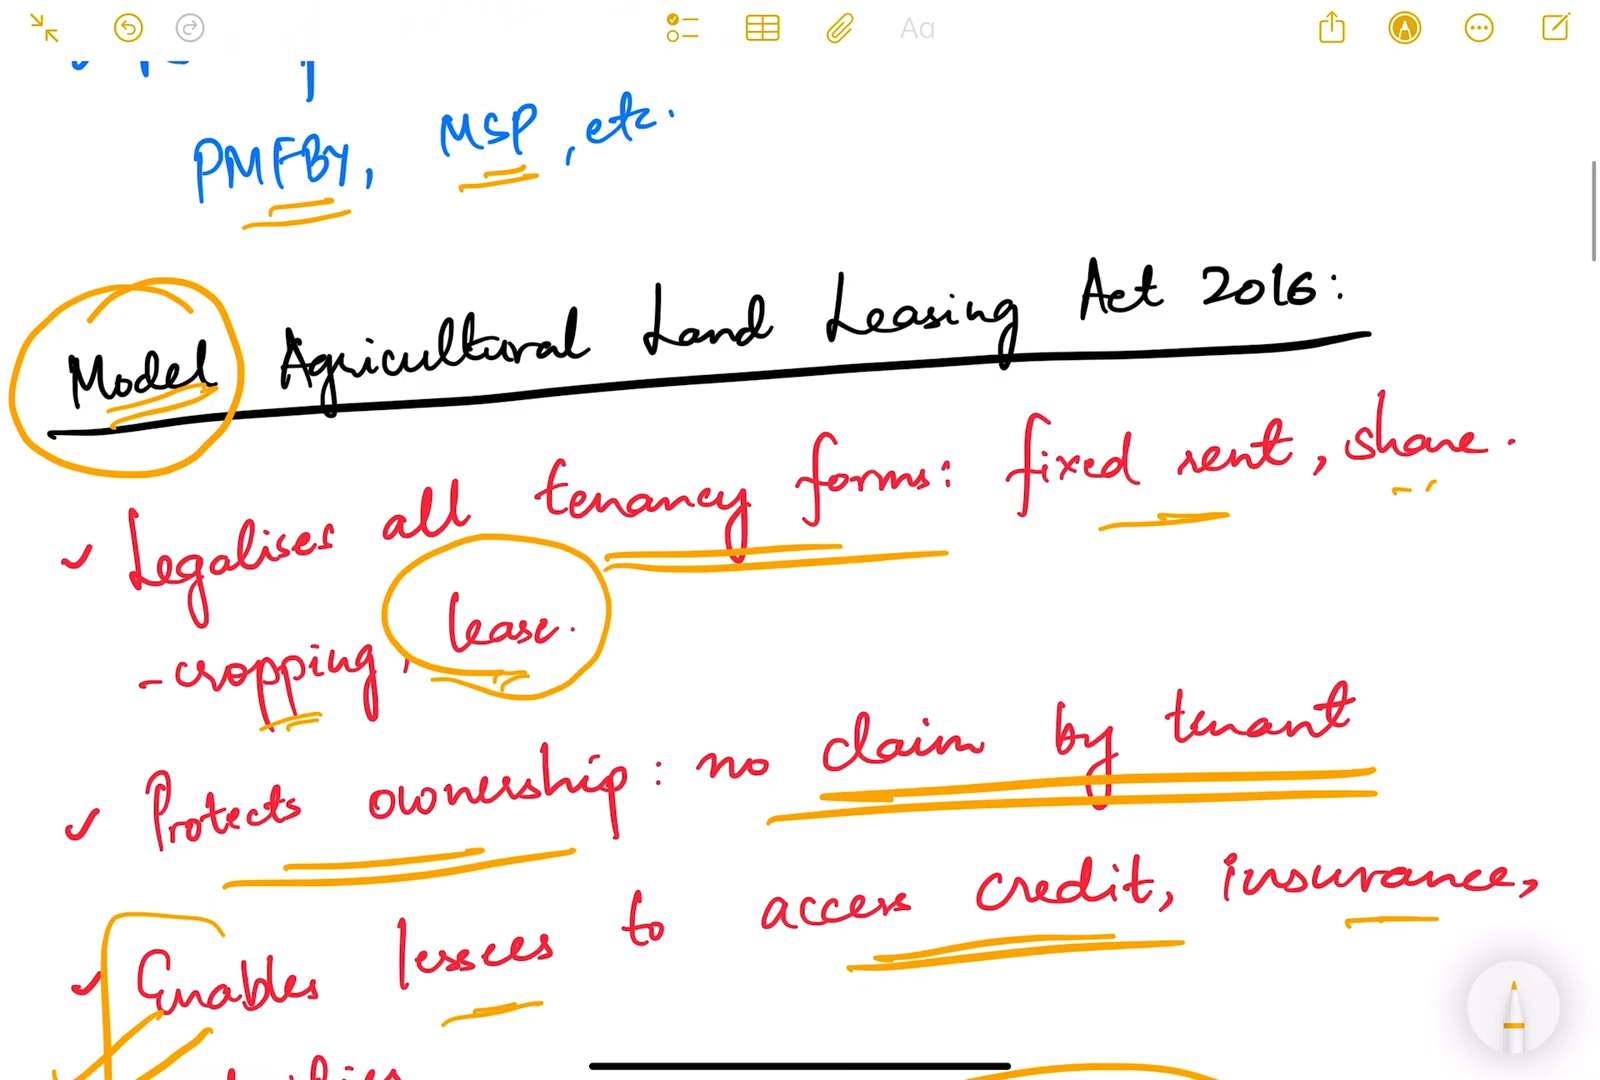 Aa
PMFBY, MSP, etc.
Model Agricultural Land Leasing Act 2016:
✓ Legalises all tenancy forms: fixed rent, share.
-cropping, lease.
✓ Protects ownership: no claim by tenant
✓ Enables lessees to access credit, insurance,